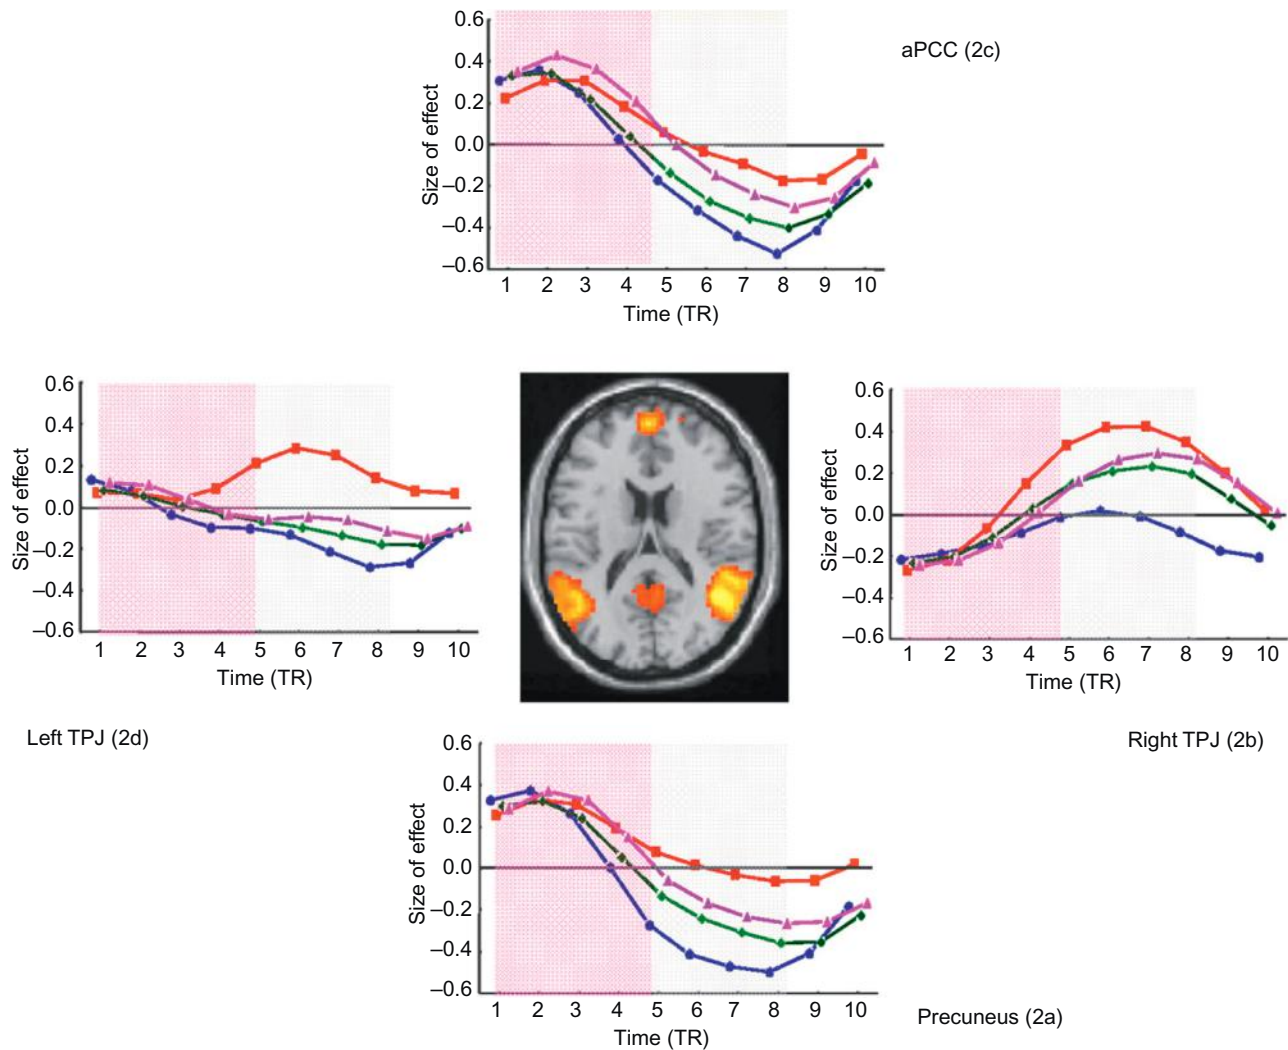 0.6
0.4
0.2
0.0
–0.2
–0.4
–0.6
Size of effect
1 2 3 4 5 6 7 8 9 10
Time (TR)
aPCC (2c)
0.6
0.4
0.2
0.0
–0.2
–0.4
–0.6
Size of effect
1 2 3 4 5 6 7 8 9 10
Time (TR)
Left TPJ (2d)
0.6
0.4
0.2
0.0
–0.2
–0.4
–0.6
Size of effect
1 2 3 4 5 6 7 8 9 10
Time (TR)
Right TPJ (2b)
0.6
0.4
0.2
0.0
–0.2
–0.4
–0.6
Size of effect
1 2 3 4 5 6 7 8 9 10
Time (TR)
Precuneus (2a)